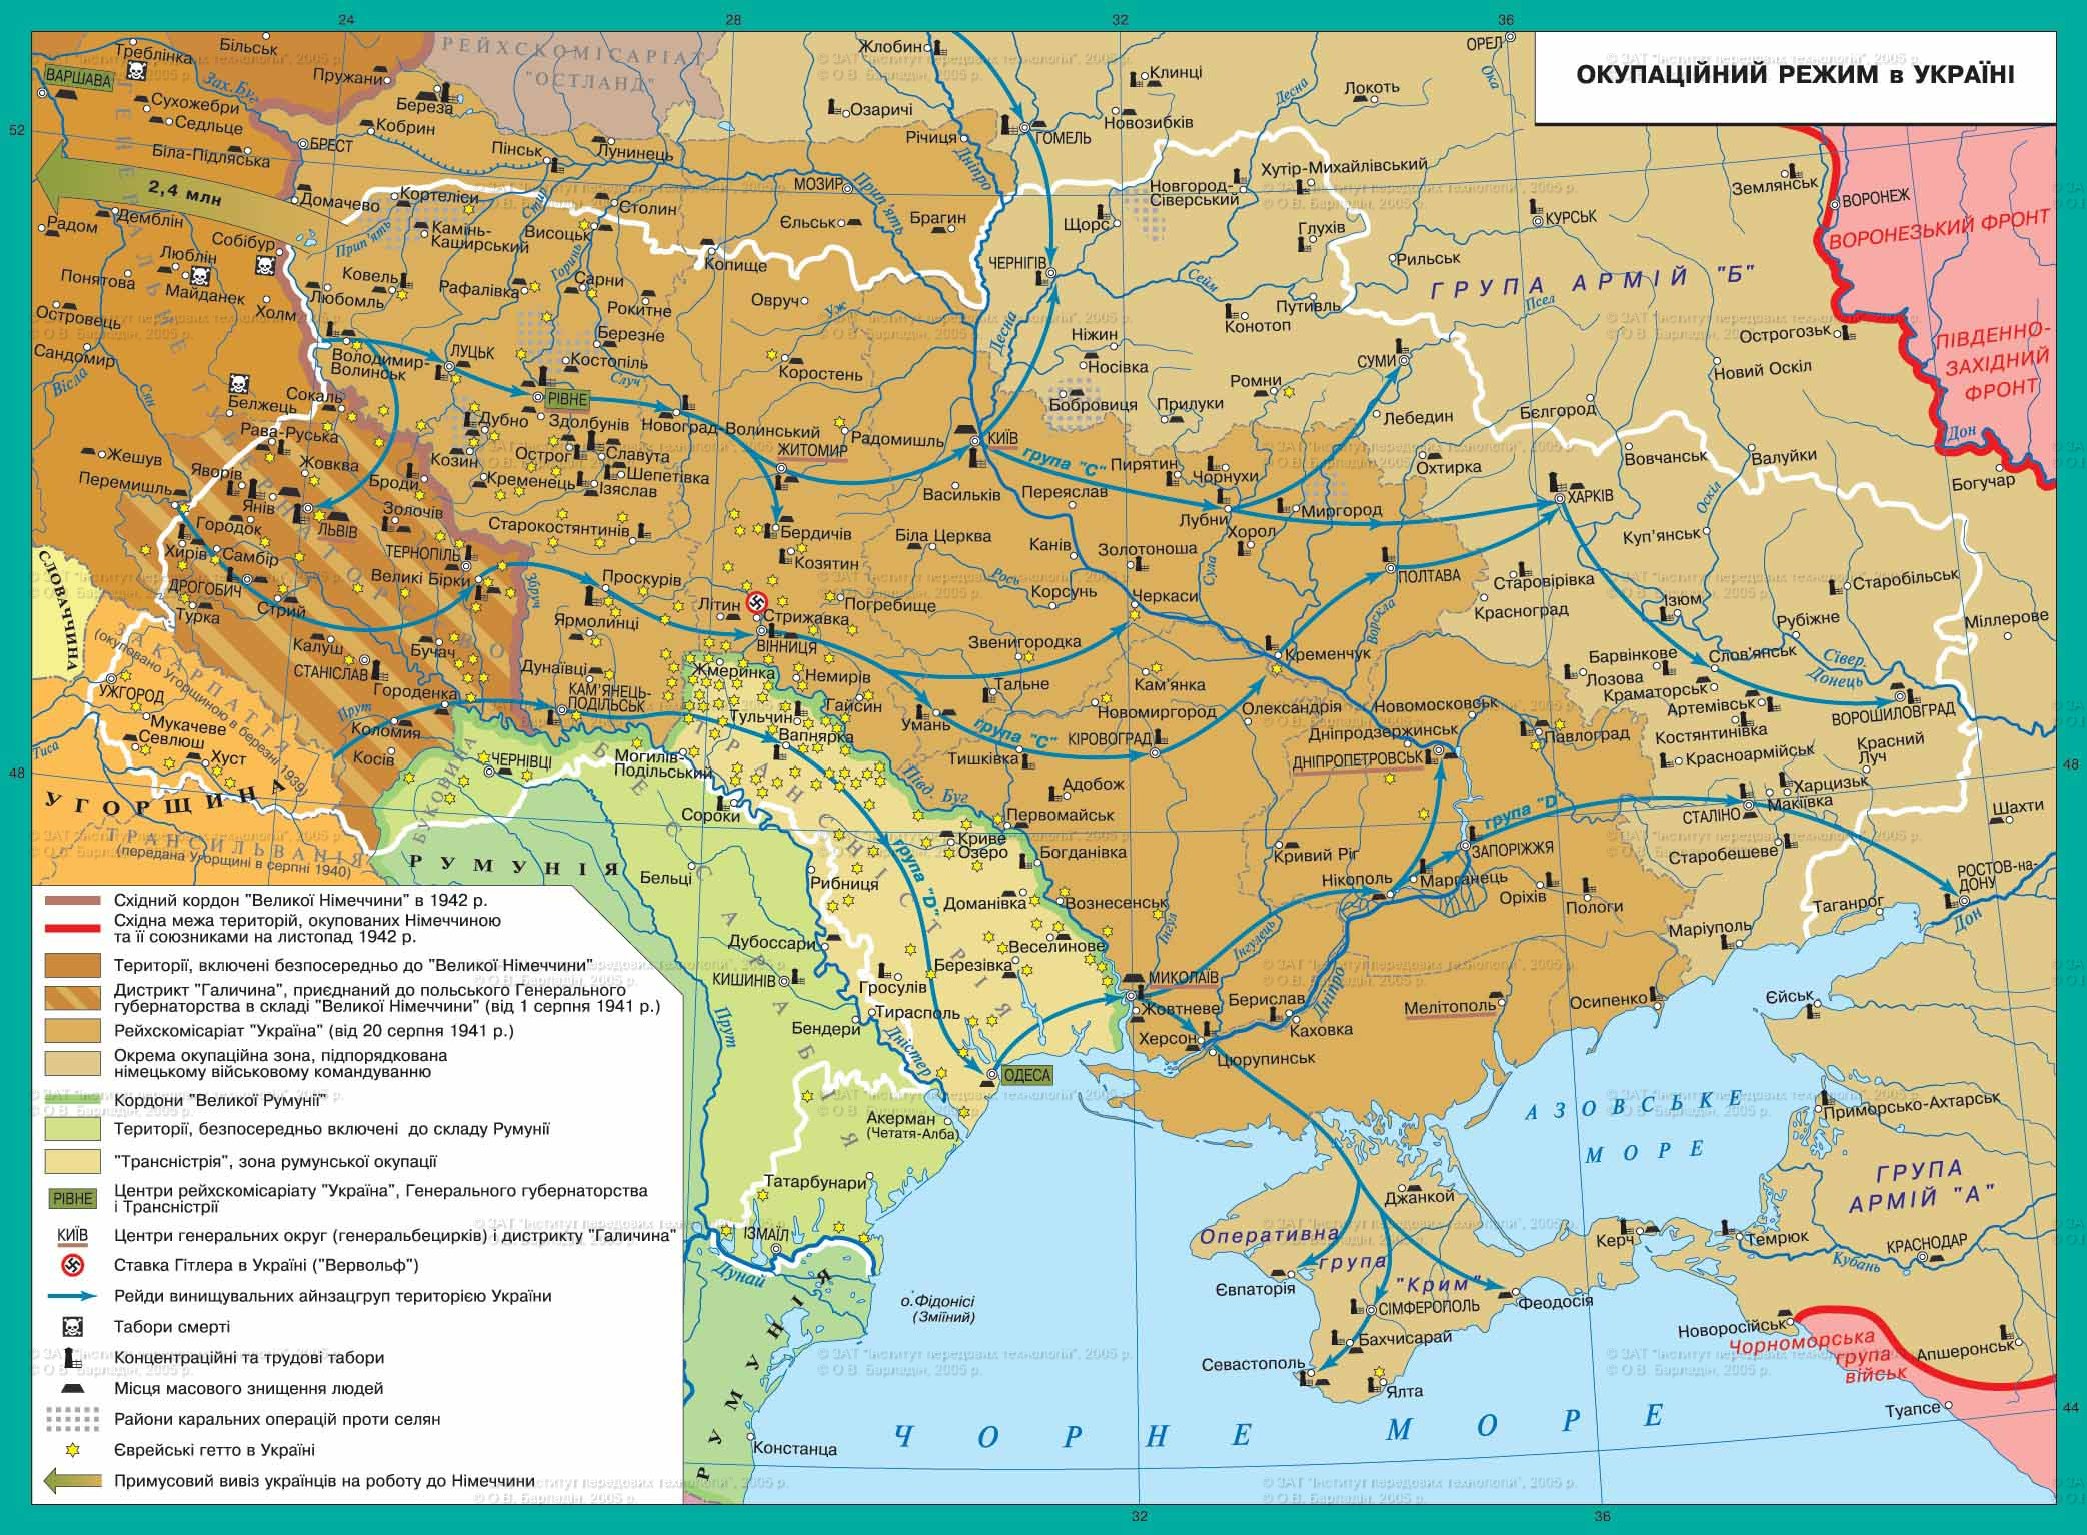 ОКУПАЦІЙНИЙ РЕЖИМ в УКРАЇНІ
24
28
32
36
52
48
48
44
32
36
РЕЙХСКОМІСАРІАТ
"ОСТЛАНД"
Треблінка
Більськ
ВАРШАВА
Зах. Буг
Пружани
Береза
Сухожебри
Седльце
Кобрин
БРЕСТ
Біла-Підляська
Пінськ
Лунинець
2,4 млн
Домачево
Кортеліси
Столин
Стир
Демблін
Радом
Собібур
Прип'ять
Камінь-
Каширський
Висоцьк
Горинь
Люблін
Майданек
Понятова
Ковель
Любомль
Рафалівка
Сарни
Рокитне
Холм
Островець
Березне
Сандомир
Вісла
Сян
Володимир-
Волинськ
ЛУЦЬК
Костопіль
Случ
Сокаль
Белжець
РІВНЕ
Рава-Руська
Дубно
Здолбунів
Новоград-Волинський
Жешув
Яворів
Жовква
Козин
Острог
Славута
Шепетівка
Перемишль
Броди
Кременець
Ізяслав
Янів
Городок
ЛЬВІВ
Золочів
Старокостянтинів
Хирів
Самбір
ТЕРНОПІЛЬ
Великі Бірки
Збруч
Проскурів
ДРОГОБИЧ
Стрий
Турка
СЛОВАЧЧИНА
ЗАКАРПАТТЯ
(окуповано Угорщиною в березні 1939)
Калуш
Бучач
Ярмолинці
СТАНІСЛАВ
Городенка
Дунаївці
КАМ'ЯНЕЦЬ-
ПОДІЛЬСЬК
УЖГОРОД
Мукачеве
Севлюш
Хуст
Тиса
Прут
Коломия
Косів
УГОРЩИНА
ТРАНСИЛЬВАНІЯ
(передана Угорщині в серпні 1940)
БУКОВИНА
ЧЕРНІВЦІ
Могилів-
Подільський
РУМУНІЯ
БЕССАРАБІЯ
Сороки
Бельці
Жлобин
Озаричі
Річиця
ГОМЕЛЬ
Дніпро
Клинці
Новозибків
Десна
Локоть
ОРЕЛ
Ока
МОЗИР
Прип'ять
Єльськ
Брагин
Копище
Овруч
Уж
Новгород-
Сіверський
Хутір-Михайлівський
Щорс
Глухів
КУРСЬК
Землянськ
ВОРОНЕЖ
ВОРОНЕЗЬКИЙ ФРОНТ
ЧЕРНІГІВ
Рильськ
Сейм
ГРУПА АРМІЙ "Б"
Псел
Путивль
Конотоп
Ніжин
Носівка
Десна
Острогозьк
ПІВДЕННО-
ЗАХІДНИЙ
ФРОНТ
Коростень
СУМИ
Новий Оскіл
Ромни
Бобровиця
Прилуки
Лебедин
Бєлгород
Дон
Радомишль
ЖИТОМИР
КИЇВ
група "С"
Пирятин
Чорнухи
Охтирка
Вовчанськ
Валуйки
Богучар
Васильків
Переяслав
Лубни
Хорол
Миргород
ХАРКІВ
Оскіл
Бердичів
Козятин
Біла Церква
Канів
Золотоноша
Сула
ПОЛТАВА
Куп'янськ
Старовірівка
Старобільськ
Красноград
Рось
Корсунь
Черкаси
Літин
Погребище
Стрижавка
ВІННИЦЯ
Звенигородка
Ворскла
Ізюм
Рубіжне
Міллерове
Жмеринка
Немирів
Кременчук
Барвінкове
Слов'янськ
Сівер.
Донець
Лозова
Краматорськ
Артемівськ
Гайсин
Тальне
Кам'янка
Тульчин
Вапнярка
Умань
група "С"
Новомиргород
КІРОВОГРАД
Олександрія
Новомосковськ
Дніпродзержинськ
Павлоград
ВОРОШИЛОВГРАД
Костянтинівка
Тишківка
ДНІПРОПЕТРОВСЬК
Красноармійськ
Красний
Луч
Півд. Буг
Адобож
Харцизьк
Макіївка
Шахти
група "D"
СТАЛІНО
ТРАНСНІСТРІЯ
Первомайськ
Криве
Озеро
Богданівка
Кривий Ріг
ЗАПОРІЖЖЯ
Старобешеве
Рибниця
група "D"
Нікополь
Марганець
РОСТОВ-на-
ДОНУ
Доманівка
Вознесенськ
Оріхів
Пологи
Таганрог
Дон
Дубоссари
Веселинове
Інгул
Інгулець
Маріуполь
Березівка
МИКОЛАЇВ
Гросулів
КИШИНІВ
Дніпро
Жовтневе
Берислав
Каховка
Мелітополь
Осипенко
Єйськ
Тирасполь
Бендери
Херсон
Цюрупинськ
Дністер
Прут
ОДЕСА
Акерман
(Четатя-Алба)
АЗОВСЬКЕ
МОРЕ
Приморсько-Ахтарськ
Татарбунари
ГРУПА
АРМІЙ "А"
Джанкой
Оперативна
група
"Крим"
Керч
Темрюк
КРАСНОДАР
Кубань
ІЗМАЇЛ
Дунай
Євпаторія
СІМФЕРОПОЛЬ
Феодосія
о.Фідонісі
(Зміїний)
Бахчисарай
Новоросійськ
Чорноморська
група
військ
Апшеронськ
Севастополь
Ялта
Туапсе
ЧОРНЕ МОРЕ
РУМУНІЯ
Констанца
Східний кордон "Великої Німеччини" в 1942 р.
Східна межа територій, окупованих Німеччиною
та її союзниками на листопад 1942 р.
Території, включені безпосередньо до "Великої Німеччини"
Дистрикт "Галичина", приєднаний до польського Генерального
губернаторства в складі "Великої Німеччини" (від 1 серпня 1941 р.)
Рейхскомісаріат "Україна" (від 20 серпня 1941 р.)
Окрема окупаційна зона, підпорядкована
німецькому військовому командуванню
Кордони "Великої Румунії"
Території, безпосередньо включені до складу Румунії
"Трансністрія", зона румунської окупації
РІВНЕ
Центри рейхскомісаріату "Україна", Генерального губернаторства
і Трансністрії
КИЇВ
Центри генеральних округ (генеральбецирків) і дистрикту "Галичина"
Ставка Гітлера в Україні ("Вервольф")
Рейди винищувальних айнзацгруп територією України
Табори смерті
Концентраційні та трудові табори
Місця масового знищення людей
Райони каральних операцій проти селян
Єврейські гетто в Україні
Примусовий вивіз українців на роботу до Німеччини
© ЗАТ "Інститут передових технологій", 2005 р.
© О.В. Барладін, 2005 р.